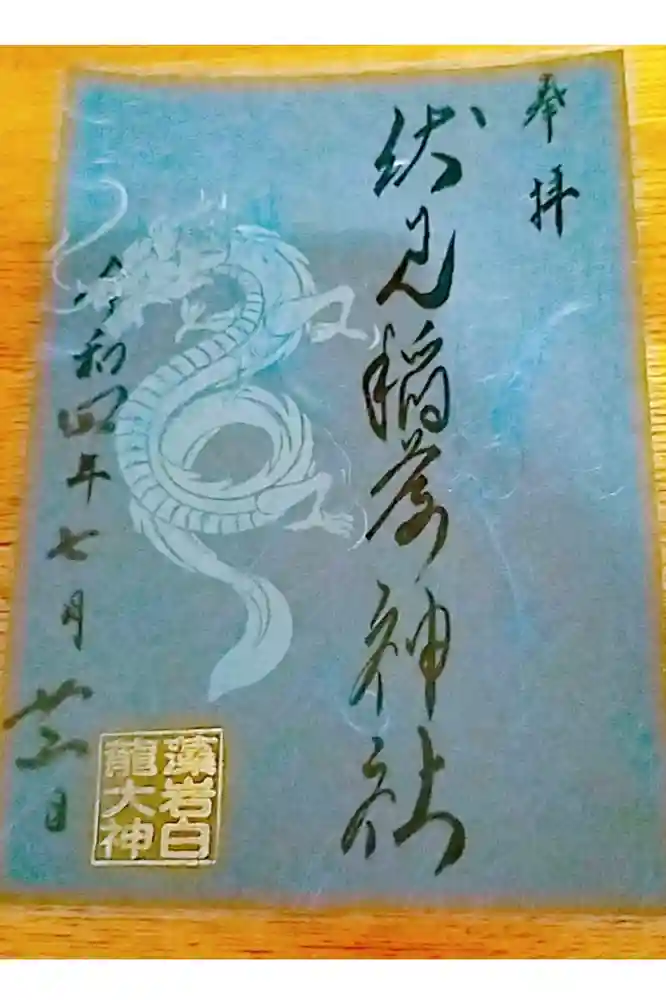 奉拝
伏見稲荷神社
令和四年七月廿三日
藻岩白
龍大神